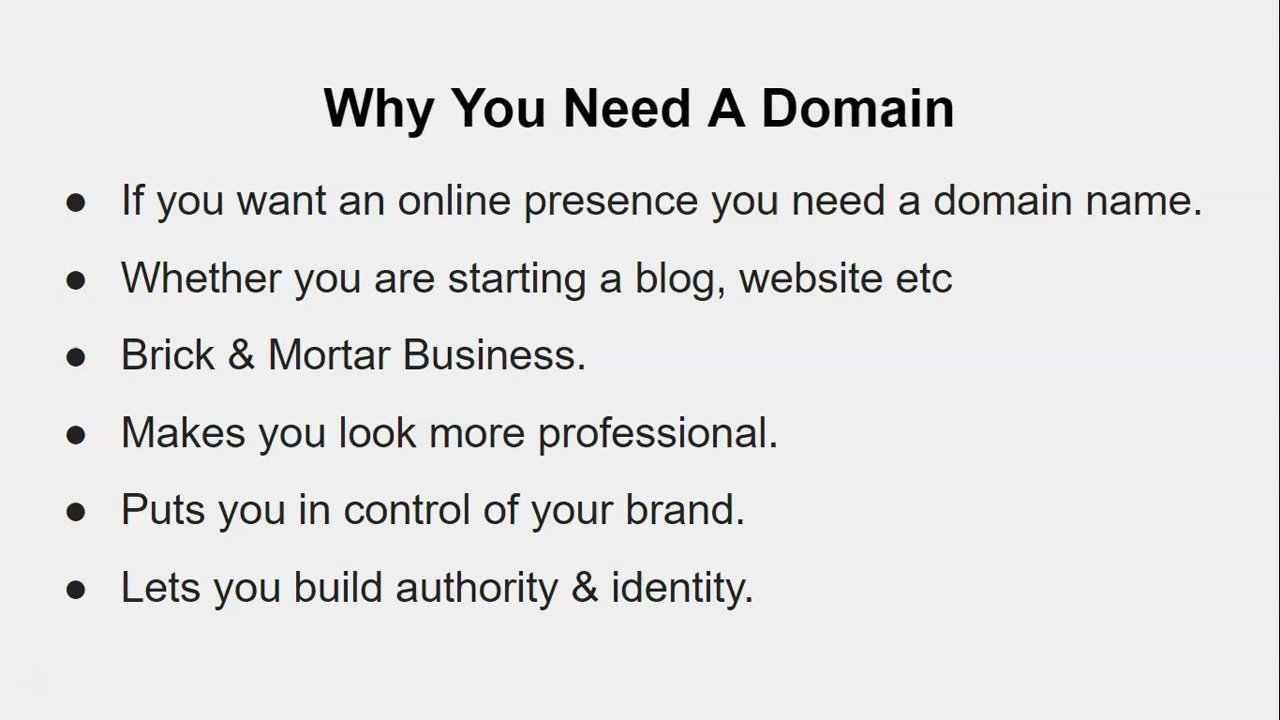 Why You Need A Domain
● If you want an online presence you need a domain name.
● Whether you are starting a blog, website etc
● Brick & Mortar Business.
● Makes you look more professional.
● Puts you in control of your brand.
● Lets you build authority & identity.